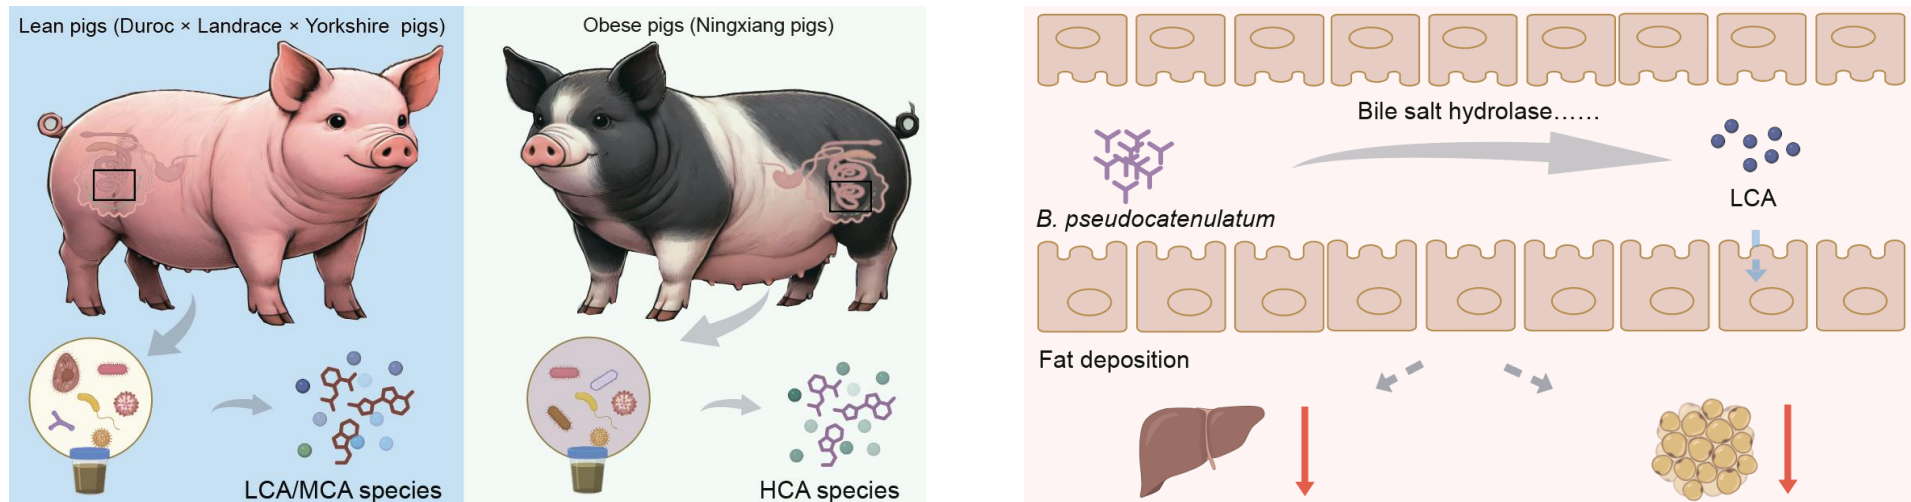 Lean pigs (Duroc × Landrace × Yorkshire pigs)
Obese pigs (Ningxiang pigs)
LCA/MCA species
HCA species
Bile salt hydrolase......
B. pseudocatenulatum
LCA
Fat deposition